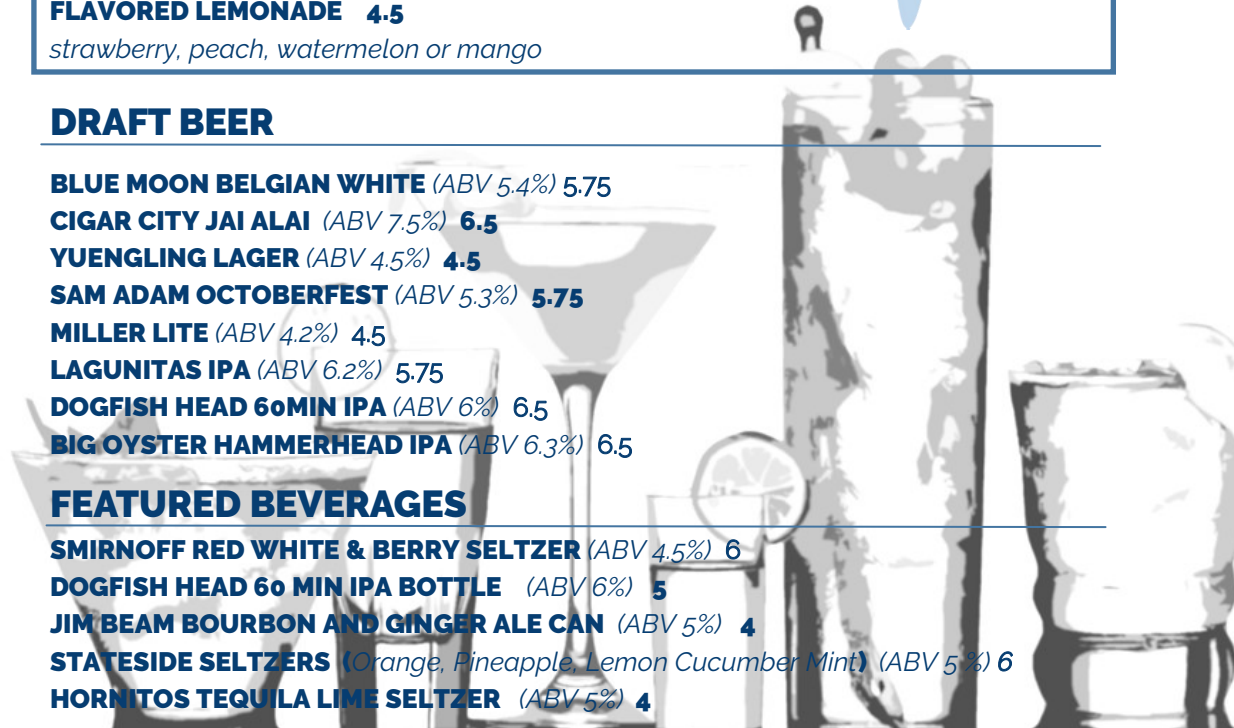 FLAVORED LEMONADE 4.5
strawberry, peach, watermelon or mango
DRAFT BEER
BLUE MOON BELGIAN WHITE (ABV 5.4%) 5.75
CIGAR CITY JAI ALAI (ABV 7.5%) 6.5
YUENGLING LAGER (ABV 4.5%) 4.5
SAM ADAM OCTOBERFEST (ABV 5.3%) 5.75
MILLER LITE (ABV 4.2%) 4.5
LAGUNITAS IPA (ABV 6.2%) 5.75
DOGFISH HEAD 60MIN IPA (ABV 6%) 6.5
BIG OYSTER HAMMERHEAD IPA (ABV 6.3%) 6.5
FEATURED BEVERAGES
SMIRNOFF RED WHITE & BERRY SELTZER (ABV 4.5%) 6
DOGFISH HEAD 60 MIN IPA BOTTLE (ABV 6%) 5
JIM BEAM BOURBON AND GINGER ALE CAN (ABV 5%) 4
STATESIDE SELTZERS (Orange, Pineapple, Lemon Cucumber Mint) (ABV 5 %) 6
HORNITOS TEQUILA LIME SELTZER (ABV 5%) 4